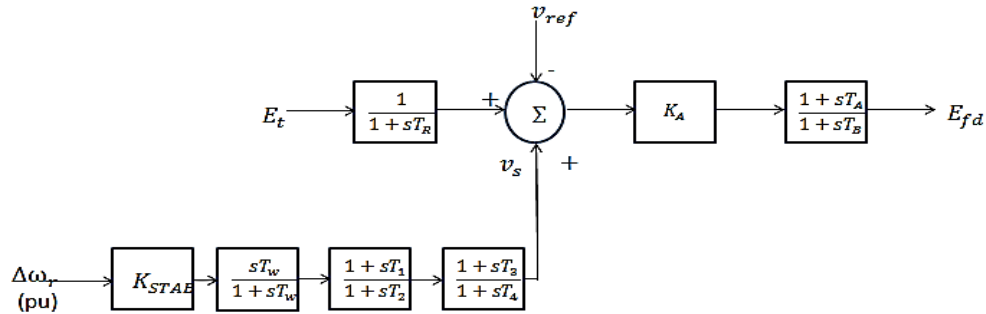 v_ref
-
E_t
1 / 1 + sT_R
+
Σ
K_A
1 + sT_A / 1 + sT_B
E_fd
v_s
+
Δω_r
(pu)
K_STAB
sT_w / 1 + sT_w
1 + sT_1 / 1 + sT_2
1 + sT_3 / 1 + sT_4